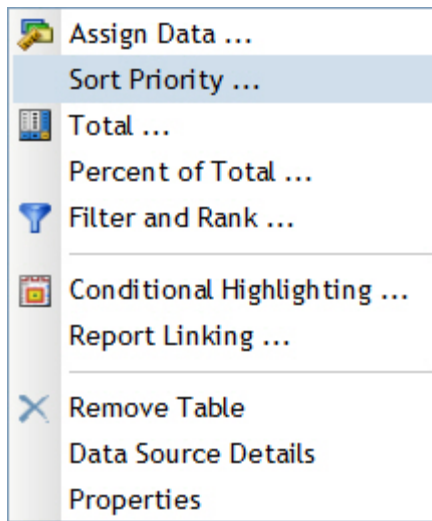 Assign Data ...
Sort Priority ...
Total ...
Percent of Total ...
Filter and Rank ...
Conditional Highlighting ...
Report Linking ...
Remove Table
Data Source Details
Properties